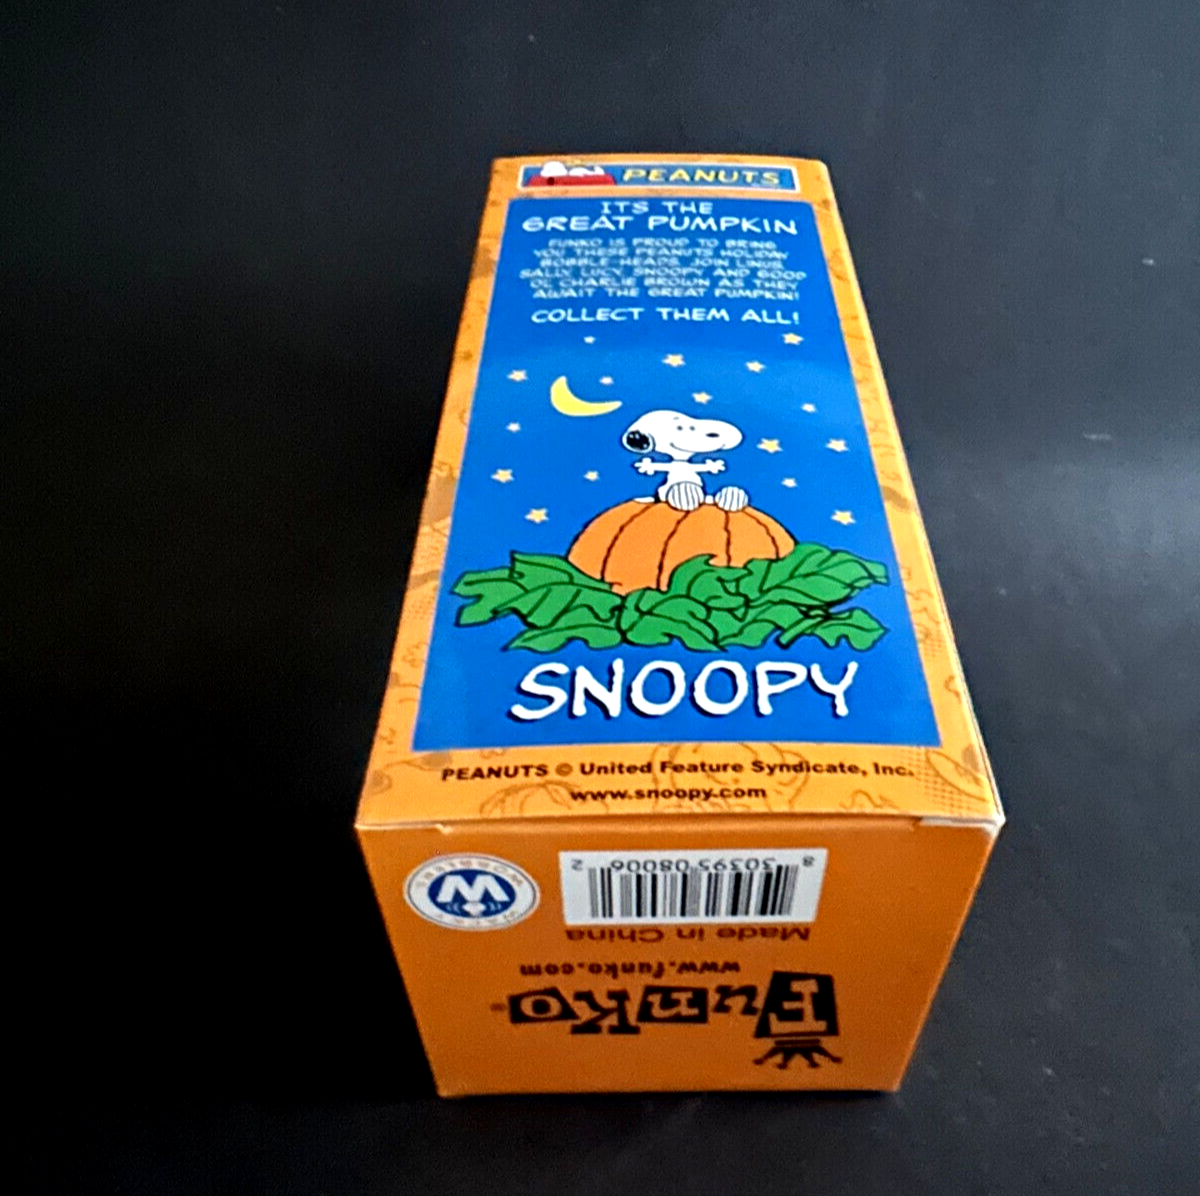 PEANUTS
ITS THE
GREAT PUMPKIN
FUNKO IS PROUD TO BRING
YOU THESE PEANUTS HOLIDAY
BOBBLE-HEADS. JOIN LINUS,
SALLY, LUCY, SNOOPY AND GOOD
OL CHARLIE BROWN AS THEY
AWAIT THE GREAT PUMPKIN!
COLLECT THEM ALL!
SNOOPY
PEANUTS © United Feature Syndicate, Inc.
www.snoopy.com
WACKY
W
WOBBLERS
8 30395 08006 2
Made in China
www.funko.com
FunKo